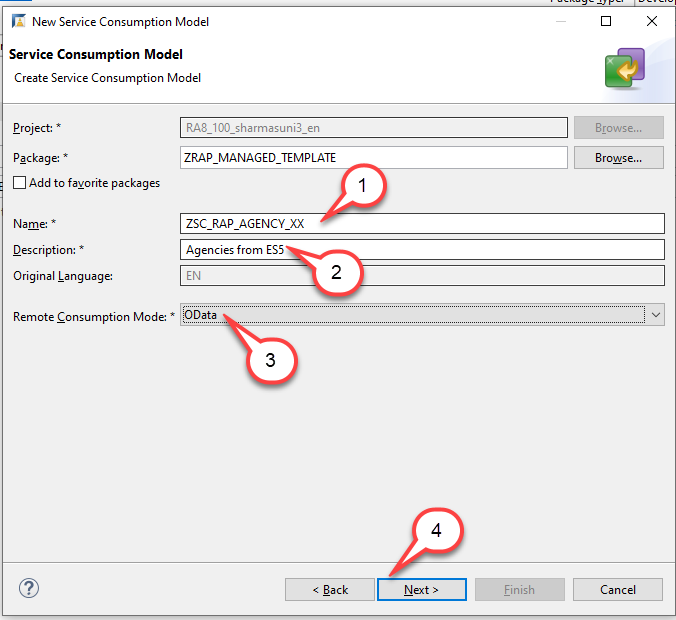 New Service Consumption Model
Service Consumption Model
Create Service Consumption Model
Project: * RA8_100_sharmasuni3_en Browse...
Package: * ZRAP_MANAGED_TEMPLATE Browse...
Add to favorite packages
1
Name: * ZSC_RAP_AGENCY_XX
Description: * Agencies from ES5
2
Original Language: EN
Remote Consumption Mode: * OData
3
4
? < Back Next > Finish Cancel